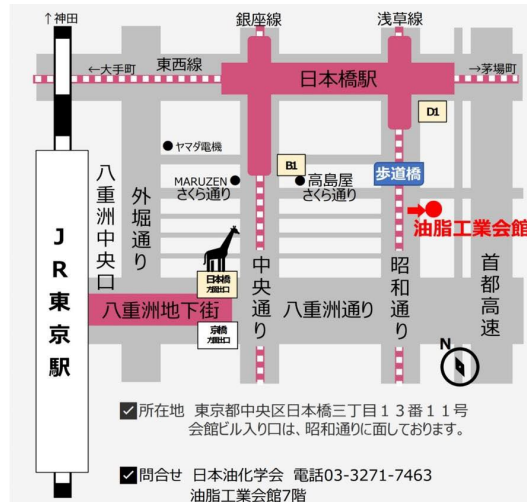 ↑神田
銀座線
浅草線
東西線
←大手町
日本橋駅
→茅場町
D1
●ヤマダ電機
B1
歩道橋
MARUZEN●
さくら通り
●高島屋
さくら通り
油脂工業会館
八重洲中央口
外堀通り
JR東京駅
日本橋
方面出口
中央通り
昭和通り
首都高速
八重洲地下街
八重洲通り
京橋
方面出口
N
所在地 東京都中央区日本橋三丁目13番11号
会館ビル入り口は、昭和通りに面しております。
問合せ 日本油化学会 電話03-3271-7463
油脂工業会館7階